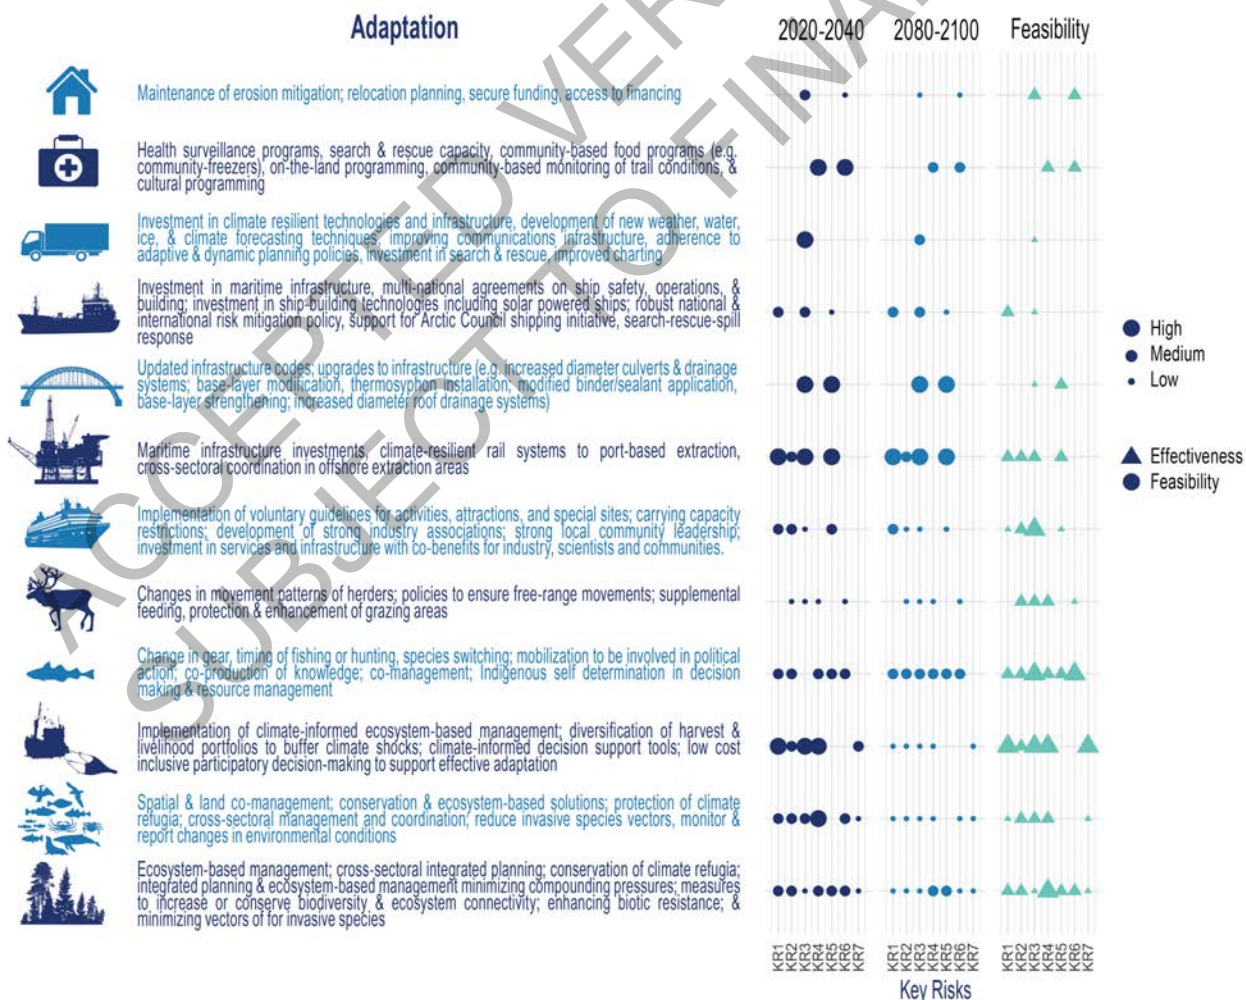 Adaptation
2020-2040
2080-2100
Feasibility
Maintenance of erosion mitigation; relocation planning, secure funding, access to financing
Health surveillance programs, search & rescue capacity, community-based food programs (e.g.
community-freezers), on-the-land programming, community-based monitoring of trail conditions, &
cultural programming
Investment in climate resilient technologies and infrastructure, development of new weather, water,
ice, & climate forecasting techniques, improving communications infrastructure, adherence to
adaptive & dynamic planning policies, investment in search & rescue, improved charting
Investment in maritime infrastructure, multi-national agreements on ship safety, operations, &
building; investment in ship-building technologies including solar powered ships; robust national &
international risk mitigation policy, support for Arctic Council shipping initiative, search-rescue-spill
response
Updated infrastructure codes; upgrades to infrastructure (e.g. increased diameter culverts & drainage
systems; base-layer modification, thermosyphon installation, modified binder/sealant application,
base-layer strengthening; increased diameter roof drainage systems)
Maritime infrastructure investments, climate-resilient rail systems to port-based extraction,
cross-sectoral coordination in offshore extraction areas
Implementation of voluntary guidelines for activities, attractions, and special sites; carrying capacity
restrictions; development of strong industry associations; strong local community leadership;
investment in services and infrastructure with co-benefits for industry, scientists and communities.
Changes in movement patterns of herders; policies to ensure free-range movements; supplemental
feeding, protection & enhancement of grazing areas
Change in gear, timing of fishing or hunting, species switching; mobilization to be involved in political
action; co-production of knowledge; co-management; Indigenous self determination in decision
making & resource management
Implementation of climate-informed ecosystem-based management; diversification of harvest &
livelihood portfolios to buffer climate shocks; climate-informed decision support tools; low cost
inclusive participatory decision-making to support effective adaptation
Spatial & land co-management; conservation & ecosystem-based solutions; protection of climate
refugia; cross-sectoral management and coordination; reduce invasive species vectors, monitor &
report changes in environmental conditions
Ecosystem-based management; cross-sectoral integrated planning; conservation of climate refugia;
integrated planning & ecosystem-based management minimizing compounding pressures; measures
to increase or conserve biodiversity & ecosystem connectivity; enhancing biotic resistance; &
minimizing vectors of for invasive species
High
Medium
Low
Effectiveness
Feasibility
KR1 KR2 KR3 KR4 KR5 KR6 KR7
KR1 KR2 KR3 KR4 KR5 KR6 KR7
KR1 KR2 KR3 KR4 KR5 KR6 KR7
Key Risks
ACCEPTED VER
SUBJECT TO FINA